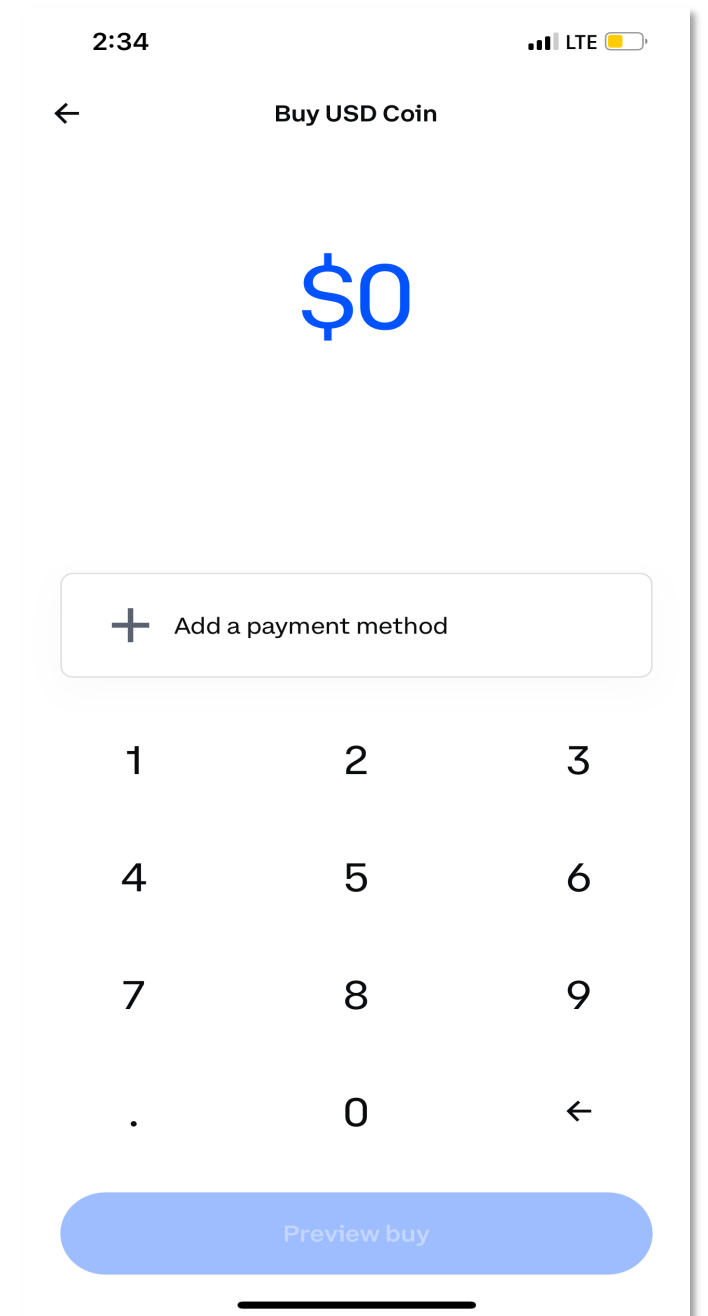 2:34 LTE
Buy USD Coin
$0
Add a payment method
1 2 3
4 5 6
7 8 9
. 0
Preview buy